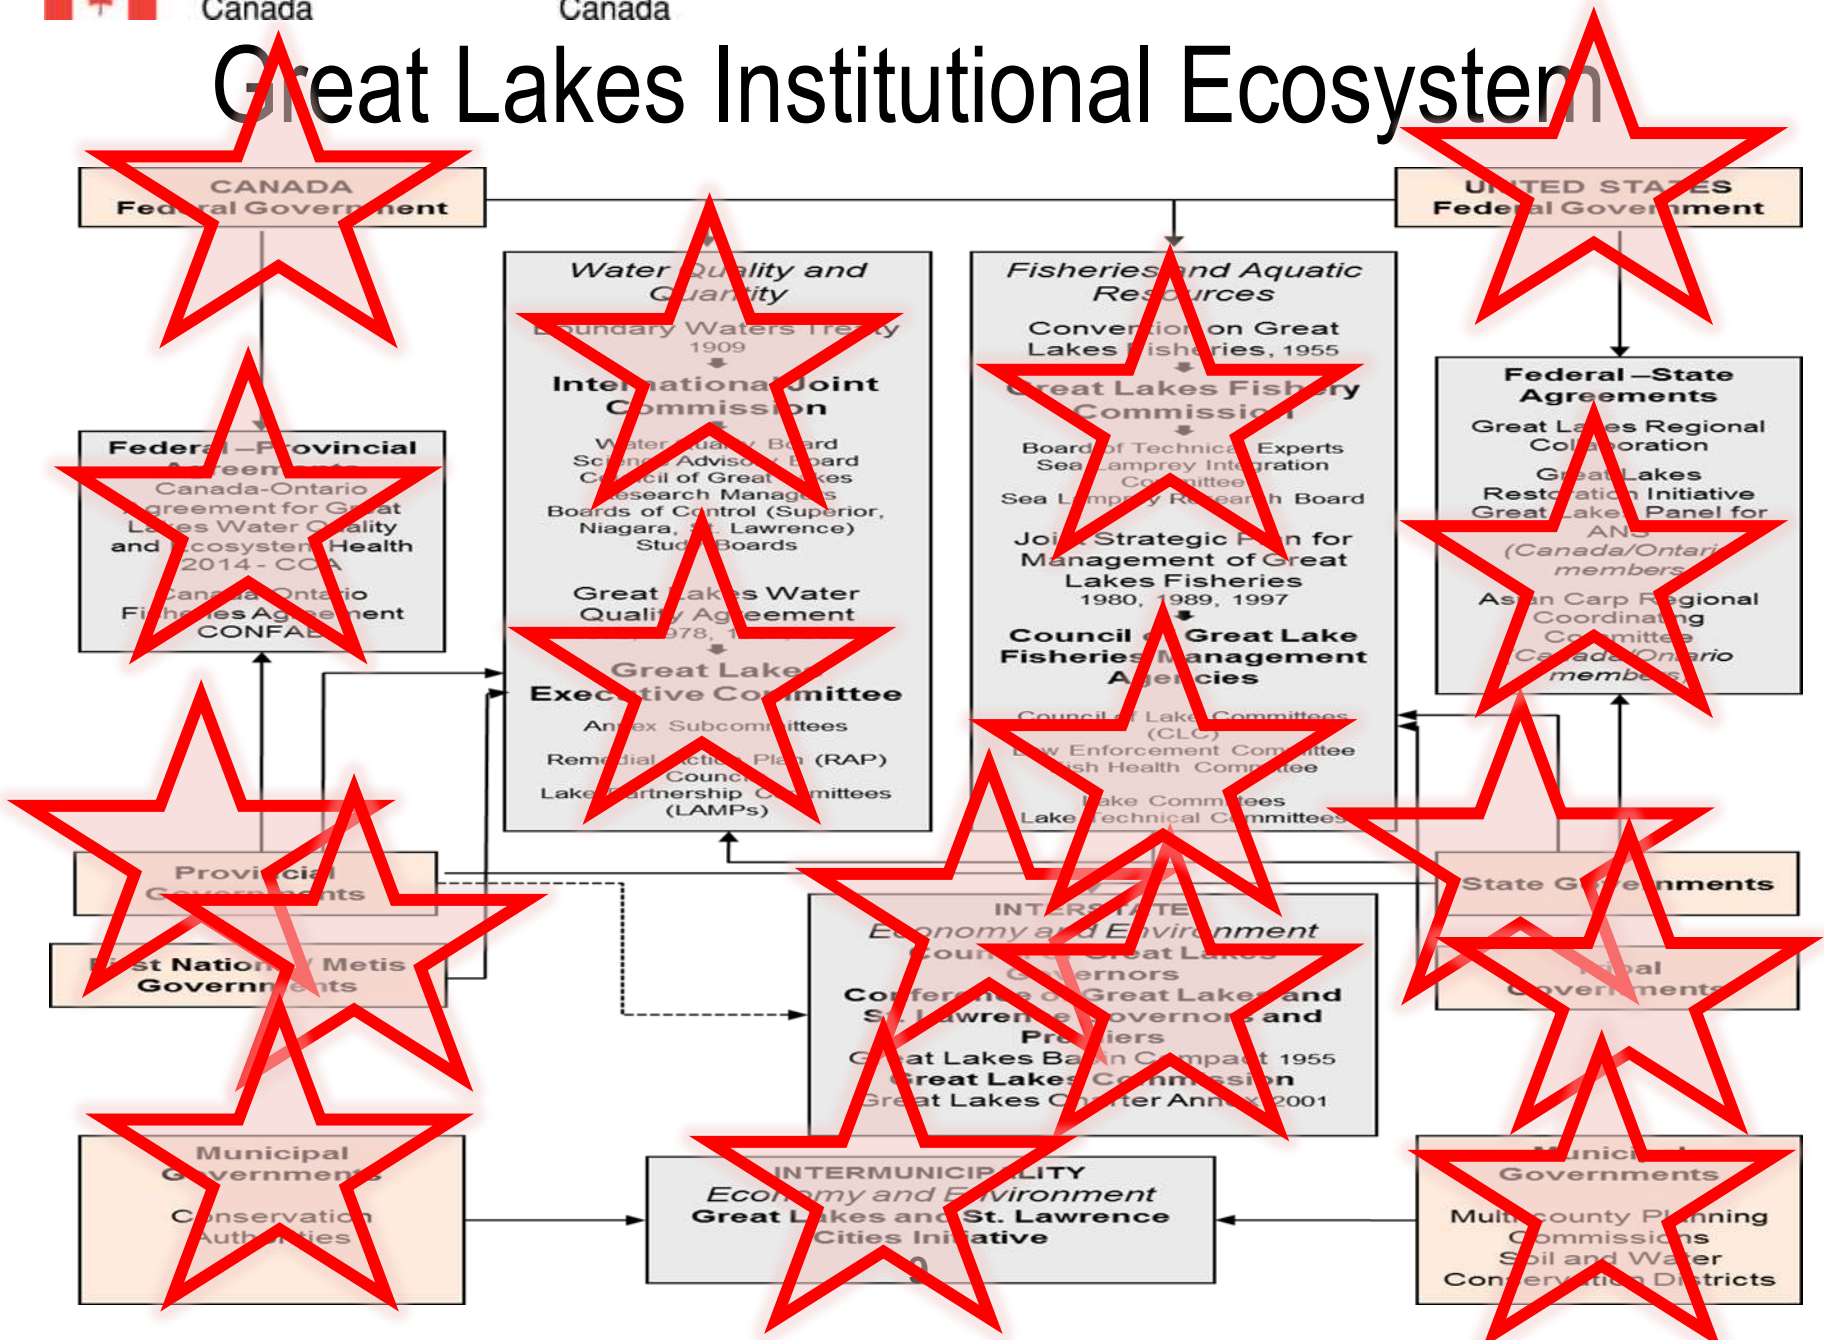 Canada
Canada
Great Lakes Institutional Ecosystem
CANADA
Federal Government
UNITED STATES
Federal Government
Water Quality and
Quantity
Boundary Waters Treaty
1909
International Joint
Commission
Water Quality Board
Science Advisory Board
Council of Great Lakes
Research Managers
Boards of Control (Superior,
Niagara, St. Lawrence)
Study Boards
Great Lakes Water
Quality Agreement
1978,
Great Lakes
Executive Committee
Annex Subcommittees
Remedial Action Plan (RAP)
Councils
Lake Partnership Committees
(LAMPs)
Fisheries and Aquatic
Resources
Convention on Great
Lakes Fisheries, 1955
Great Lakes Fishery
Commission
Board of Technical Experts
Sea Lamprey Integration
Committee
Sea Lamprey Research Board
Joint Strategic Plan for
Management of Great
Lakes Fisheries
1980, 1989, 1997
Council of Great Lake
Fisheries Management
Agencies
Council of Lake Committees
(CLC)
Law Enforcement Committee
Fish Health Committee
Lake Committees
Lake Technical Committees
Federal –State
Agreements
Great Lakes Regional
Collaboration
Great Lakes
Restoration Initiative
Great Lakes Panel for
ANS
(Canada/Ontario
members
Asian Carp Regional
Coordinating
Committee
(Canada/Ontario
members)
Federal –Provincial
Agreements
Canada-Ontario
Agreement for Great
Lakes Water Quality
and Ecosystem Health
2014 - COA
Canada Ontario
Fisheries Agreement
CONFAB
Provincial
Governments
First Nations / Metis
Governments
State Governments
Tribal
Governments
INTERSTATE
Economy and Environment
Council of Great Lakes
Governors
Conference of Great Lakes and
St. Lawrence Governors and
Premiers
Great Lakes Basin Compact 1955
Great Lakes Commission
Great Lakes Charter Annex 2001
Municipal
Governments
Conservation
Authorities
INTERMUNICIPALITY
Economy and Environment
Great Lakes and St. Lawrence
Cities Initiative
9
Municipal
Governments
Multi-county Planning
Commissions
Soil and Water
Conservation Districts